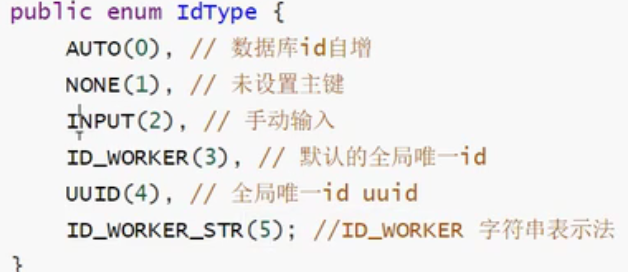 public enum IdType {
AUTO(0), // 数据库id自增
NONE(1), // 未设置主键
INPUT(2), // 手动输入
ID_WORKER(3), // 默认的全局唯一id
UUID(4), // 全局唯一id uuid
ID_WORKER_STR(5); //ID_WORKER 字符串表示法
}